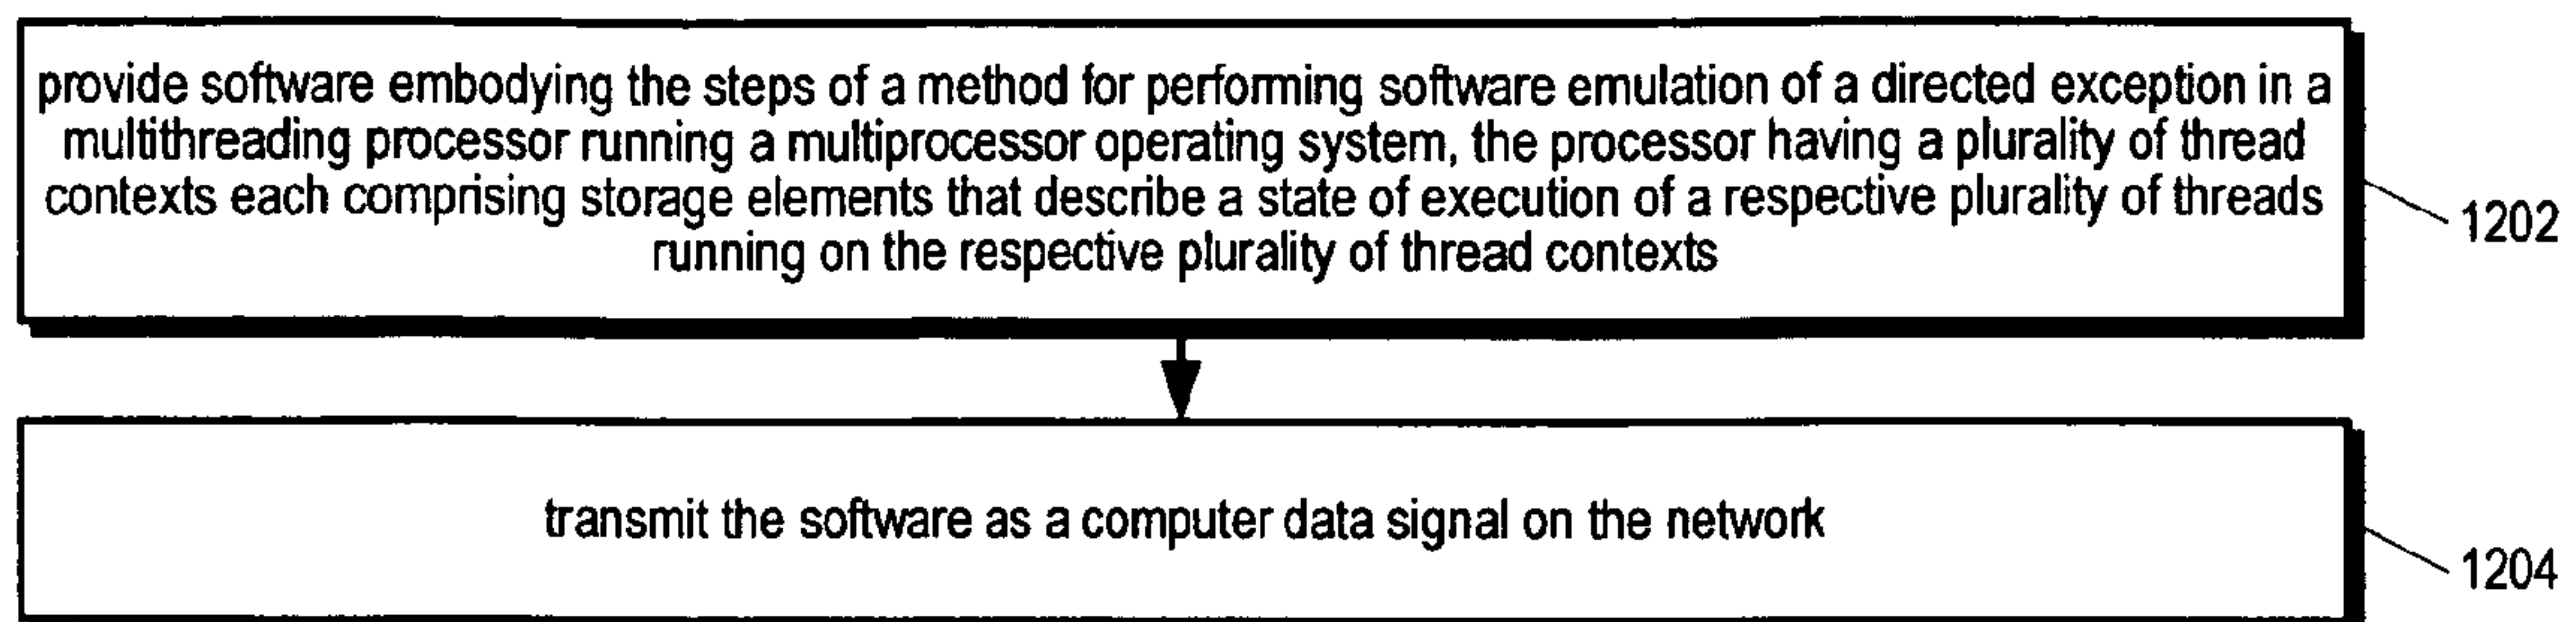 provide software embodying the steps of a method for performing software emulation of a directed exception in a
multithreading processor running a multiprocessor operating system, the processor having a plurality of thread
contexts each comprising storage elements that describe a state of execution of a respective plurality of threads
running on the respective plurality of thread contexts
1202
transmit the software as a computer data signal on the network
1204